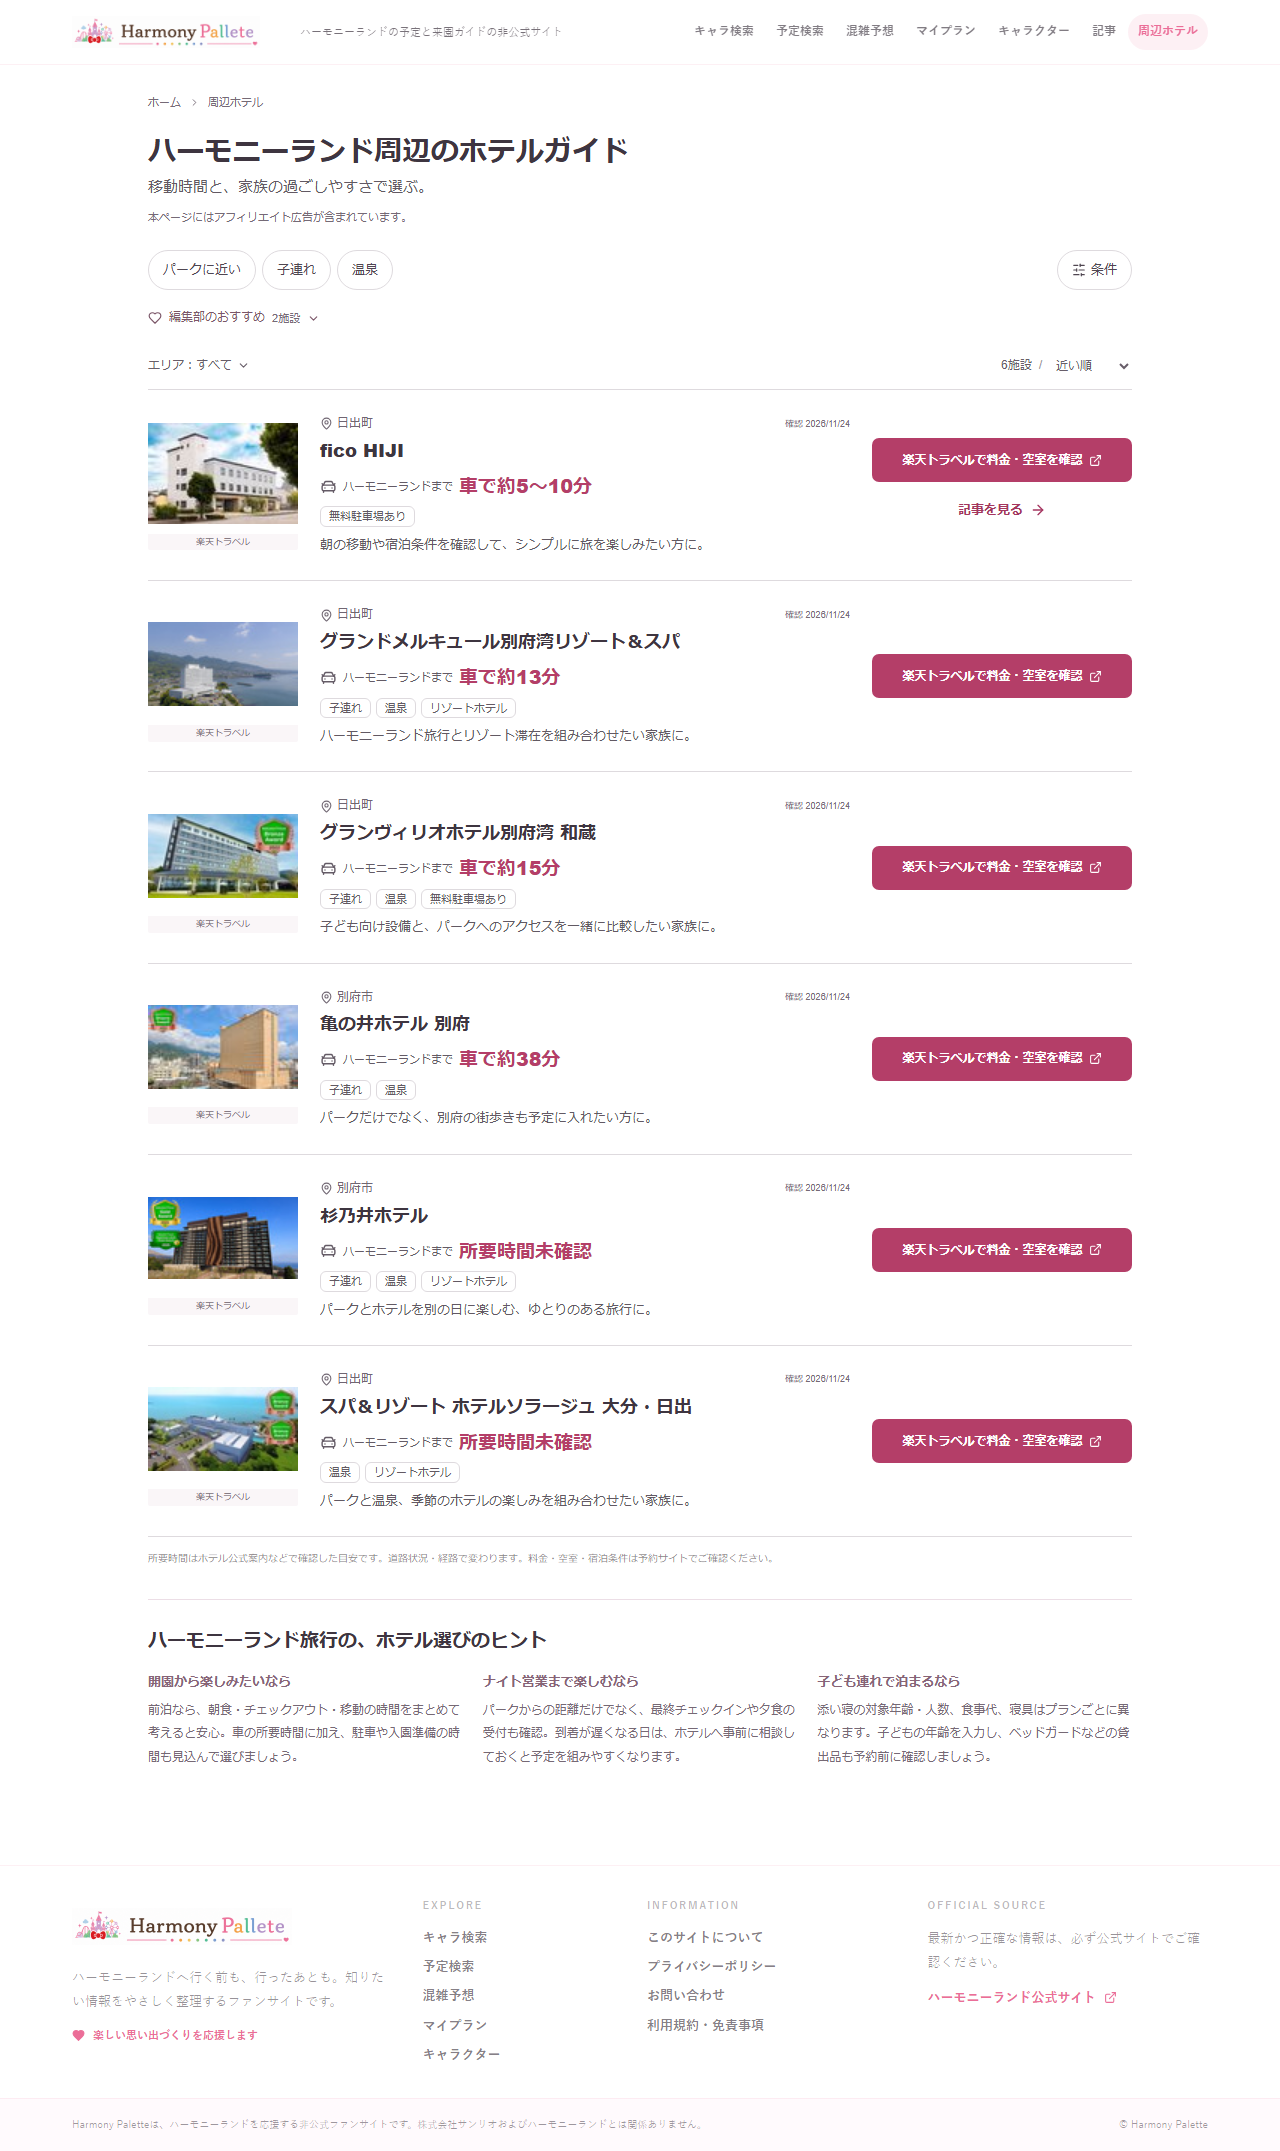 Harmony Pallete
ハーモニーランドの予定と来園ガイドの非公式サイト
キャラ検索 予定検索 混雑予想 マイプラン キャラクター 記事 周辺ホテル
ホーム > 周辺ホテル
ハーモニーランド周辺のホテルガイド
移動時間と、家族の過ごしやすさで選ぶ。
本ページにはアフィリエイト広告が含まれています。
パークに近い 子連れ 温泉 条件
編集部のおすすめ 2施設
エリア：すべて 6施設 / 近い順
日出町 確認 2026/11/24
fico HIJI
ハーモニーランドまで 車で約5〜10分
無料駐車場あり
朝の移動や宿泊条件を確認して、シンプルに旅を楽しみたい方に。
楽天トラベル
楽天トラベルで料金・空室を確認
記事を見る
日出町 確認 2026/11/24
グランドメルキュール別府湾リゾート＆スパ
ハーモニーランドまで 車で約13分
子連れ 温泉 リゾートホテル
ハーモニーランド旅行とリゾート滞在を組み合わせたい家族に。
楽天トラベル
楽天トラベルで料金・空室を確認
日出町 確認 2026/11/24
グランヴィリオホテル別府湾 和蔵
ハーモニーランドまで 車で約15分
子連れ 温泉 無料駐車場あり
子ども向け設備と、パークへのアクセスを一緒に比較したい家族に。
楽天トラベル
楽天トラベルで料金・空室を確認
別府市 確認 2026/11/24
亀の井ホテル 別府
ハーモニーランドまで 車で約38分
子連れ 温泉
パークだけでなく、別府の街歩きも予定に入れたい方に。
楽天トラベル
楽天トラベルで料金・空室を確認
別府市 確認 2026/11/24
杉乃井ホテル
ハーモニーランドまで 所要時間未確認
子連れ 温泉 リゾートホテル
パークとホテルを別の日に楽しむ、ゆとりのある旅行に。
楽天トラベル
楽天トラベルで料金・空室を確認
日出町 確認 2026/11/24
スパ＆リゾート ホテルソラージュ 大分・日出
ハーモニーランドまで 所要時間未確認
温泉 リゾートホテル
パークと温泉、季節のホテルの楽しみを組み合わせたい家族に。
楽天トラベル
楽天トラベルで料金・空室を確認
所要時間はホテル公式案内などで確認した目安です。道路状況・経路で変わります。料金・空室・宿泊条件は予約サイトでご確認ください。
ハーモニーランド旅行の、ホテル選びのヒント
開園から楽しみたいなら
前泊なら、朝食・チェックアウト・移動の時間をまとめて
考えると安心。車の所要時間に加え、駐車や入園準備の時
間も見込んで選びましょう。
ナイト営業まで楽しむなら
パークからの距離だけでなく、最終チェックインや夕食の
受付も確認。到着が遅くなる日は、ホテルへ事前に相談し
ておくと予定を組みやすくなります。
子ども連れで泊まるなら
添い寝の対象年齢・人数、食事代、寝具はプランごとに異
なります。子どもの年齢を入力し、ベッドガードなどの貸
出品も予約前に確認しましょう。
Harmony Pallete
ハーモニーランドへ行く前も、行ったあとも。知りた
い情報をやさしく整理するファンサイトです。
楽しい思い出づくりを応援します
EXPLORE
キャラ検索
予定検索
混雑予想
マイプラン
キャラクター
INFORMATION
このサイトについて
プライバシーポリシー
お問い合わせ
利用規約・免責事項
OFFICIAL SOURCE
最新かつ正確な情報は、必ず公式サイトでご確
認ください。
ハーモニーランド公式サイト
Harmony Paletteは、ハーモニーランドを応援する非公式ファンサイトです。株式会社サンリオおよびハーモニーランドとは関係ありません。
© Harmony Palette